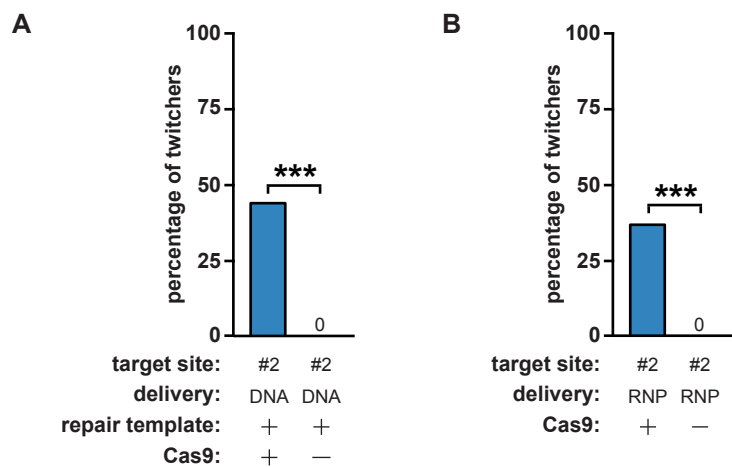 A
percentage of twitchers
100
75
50
25
0
***
0
target site: #2 #2
delivery: DNA DNA
repair template: + +
Cas9: + −
B
percentage of twitchers
100
75
50
25
0
***
0
target site: #2 #2
delivery: RNP RNP
Cas9: + −